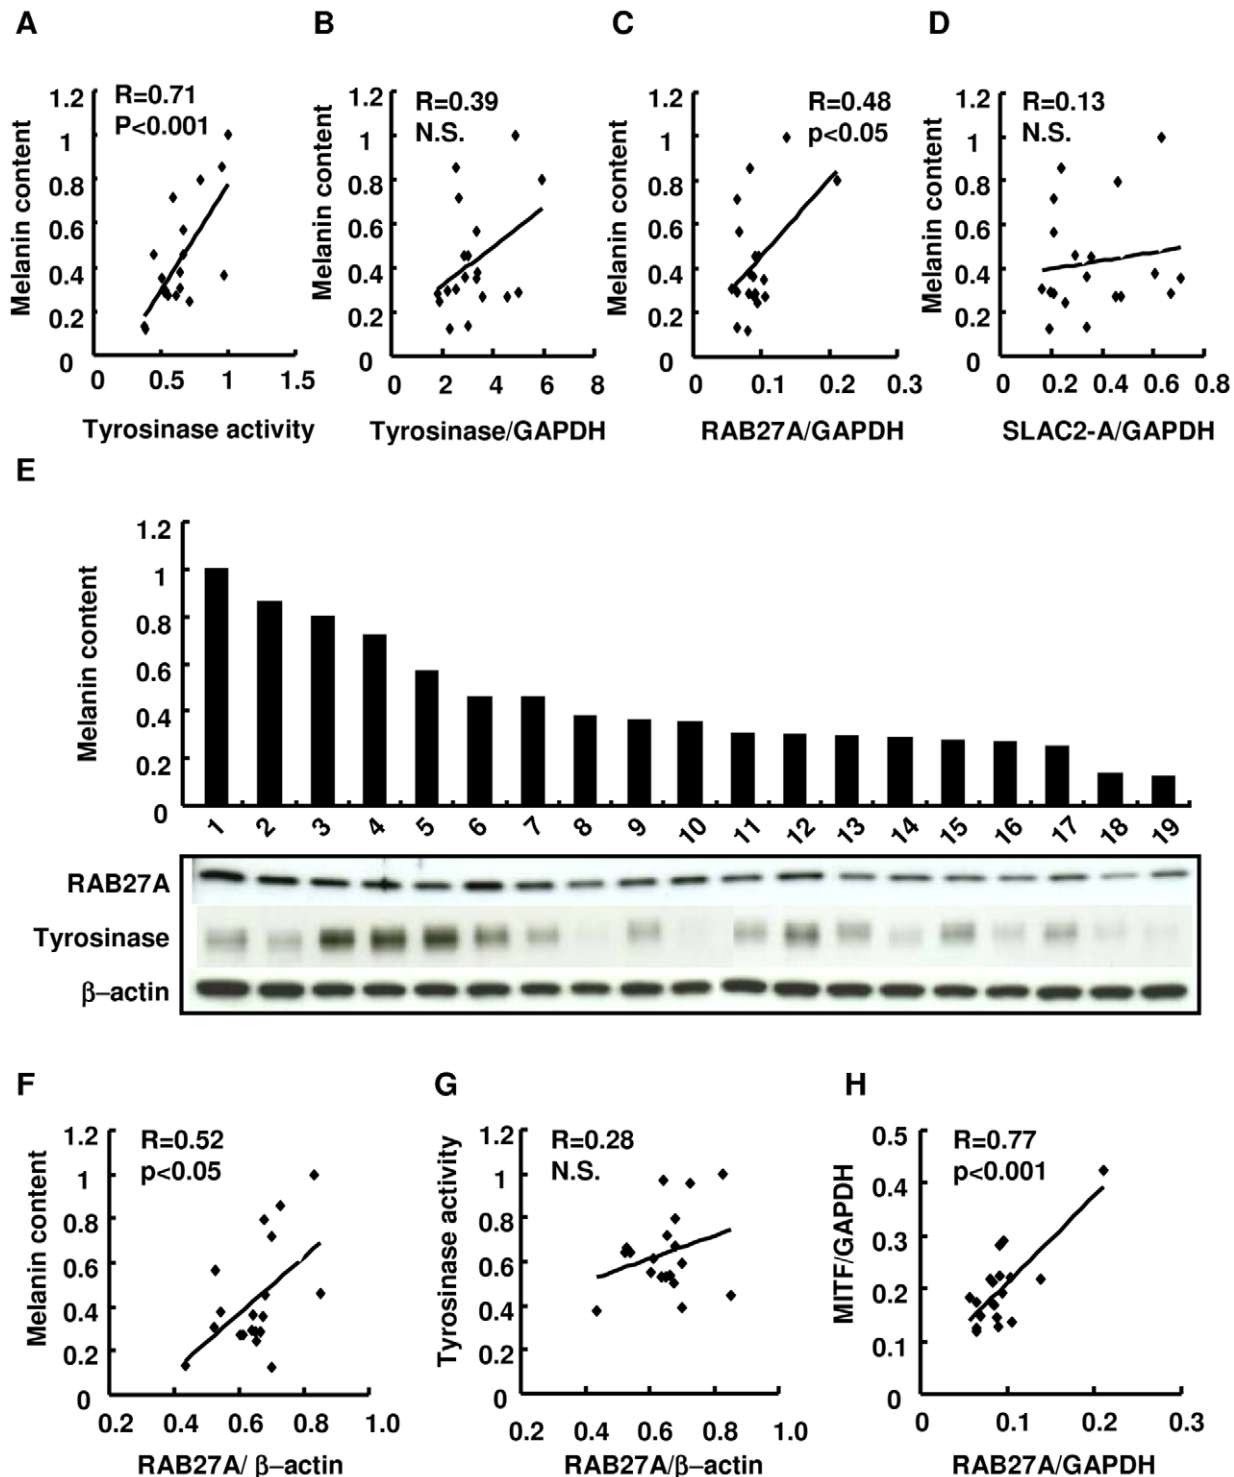 A
B
C
D
R=0.71
P<0.001
Melanin content
1.2
1
0.8
0.6
0.4
0.2
0
0 0.5 1 1.5
Tyrosinase activity
R=0.39
N.S.
Melanin content
1.2
1
0.8
0.6
0.4
0.2
0
0 2 4 6 8
Tyrosinase/GAPDH
R=0.48
p<0.05
Melanin content
1.2
1
0.8
0.6
0.4
0.2
0
0 0.1 0.2 0.3
RAB27A/GAPDH
R=0.13
N.S.
Melanin content
1.2
1
0.8
0.6
0.4
0.2
0
0 0.2 0.4 0.6 0.8
SLAC2-A/GAPDH
E
Melanin content
1.2
1
0.8
0.6
0.4
0.2
0
1 2 3 4 5 6 7 8 9 10 11 12 13 14 15 16 17 18 19
RAB27A
Tyrosinase
β–actin
F
R=0.52
p<0.05
Melanin content
1.2
1
0.8
0.6
0.4
0.2
0
0.2 0.4 0.6 0.8 1.0
RAB27A/ β–actin
G
R=0.28
N.S.
Tyrosinase activity
1.2
1
0.8
0.6
0.4
0.2
0
0.2 0.4 0.6 0.8 1.0
RAB27A/β–actin
H
R=0.77
p<0.001
MITF/GAPDH
0.5
0.4
0.3
0.2
0.1
0
0 0.1 0.2 0.3
RAB27A/GAPDH